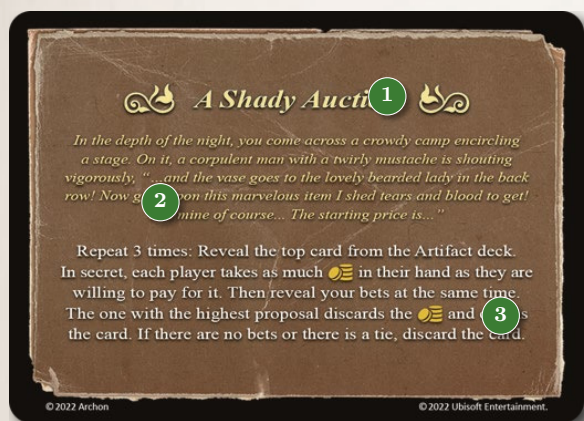 A Shady Aucti
1
In the depth of the night, you come across a crowdy camp encircling
a stage. On it, a corpulent man with a twirly mustache is shouting
vigorously, “...and the vase goes to the lovely bearded lady in the back
row! Now g pon this marvelous item I shed tears and blood to get!
2
mine of course... The starting price is...”
Repeat 3 times: Reveal the top card from the Artifact deck.
In secret, each player takes as much in their hand as they are
willing to pay for it. Then reveal your bets at the same time.
The one with the highest proposal discards the and s
3
the card. If there are no bets or there is a tie, discard the card.
© 2022 Archon
© 2022 Ubisoft Entertainment.